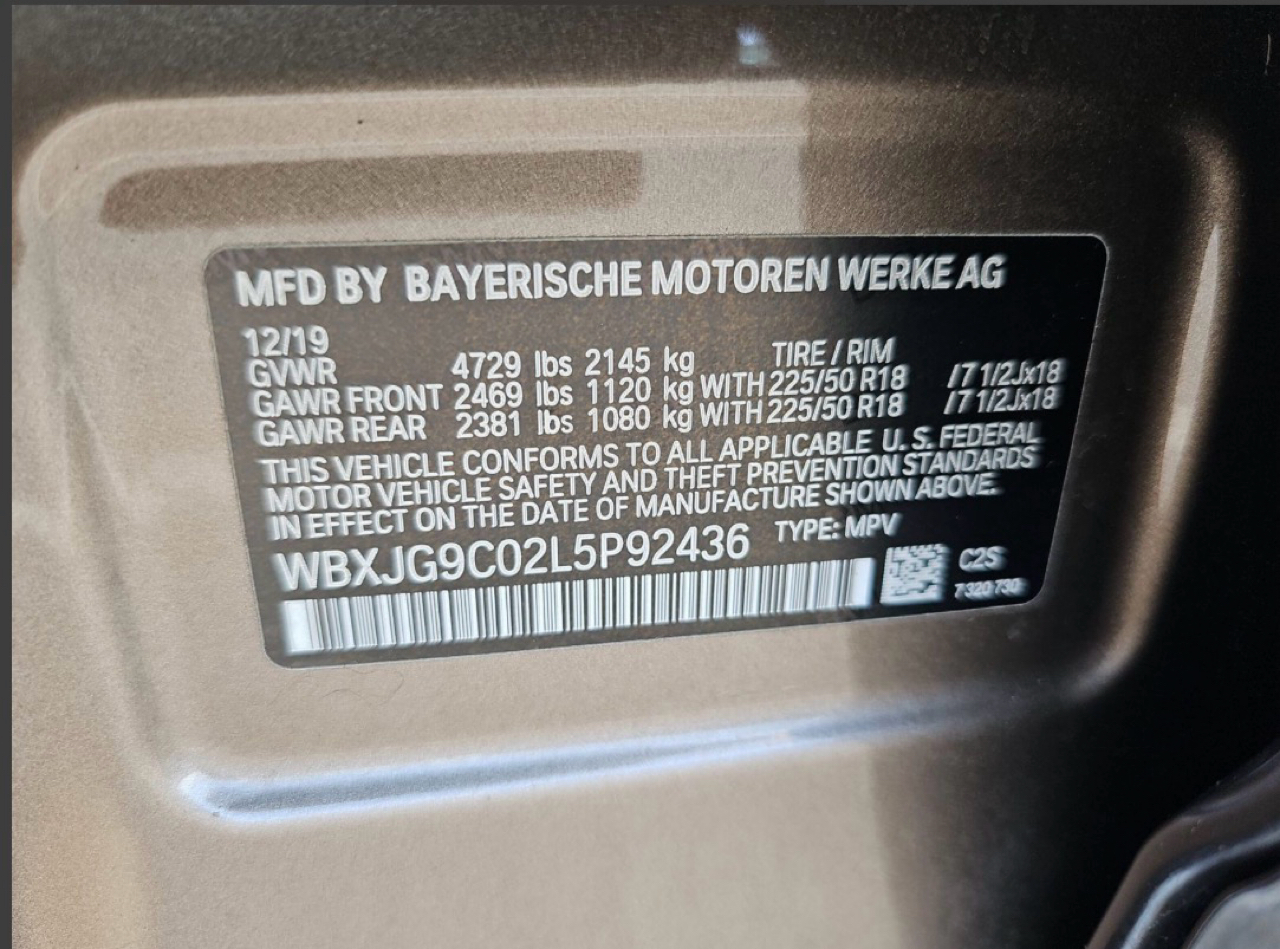 MFD BY BAYERISCHE MOTOREN WERKE AG
12/19
GVWR 4729 lbs 2145 kg TIRE / RIM
GAWR FRONT 2469 lbs 1120 kg WITH 225/50 R18 /7 1/2Jx18
GAWR REAR 2381 lbs 1080 kg WITH 225/50 R18 /7 1/2Jx18
THIS VEHICLE CONFORMS TO ALL APPLICABLE U. S. FEDERAL
MOTOR VEHICLE SAFETY AND THEFT PREVENTION STANDARDS
IN EFFECT ON THE DATE OF MANUFACTURE SHOWN ABOVE.
WBXJG9C02L5P92436 TYPE: MPV
C2S
7320730